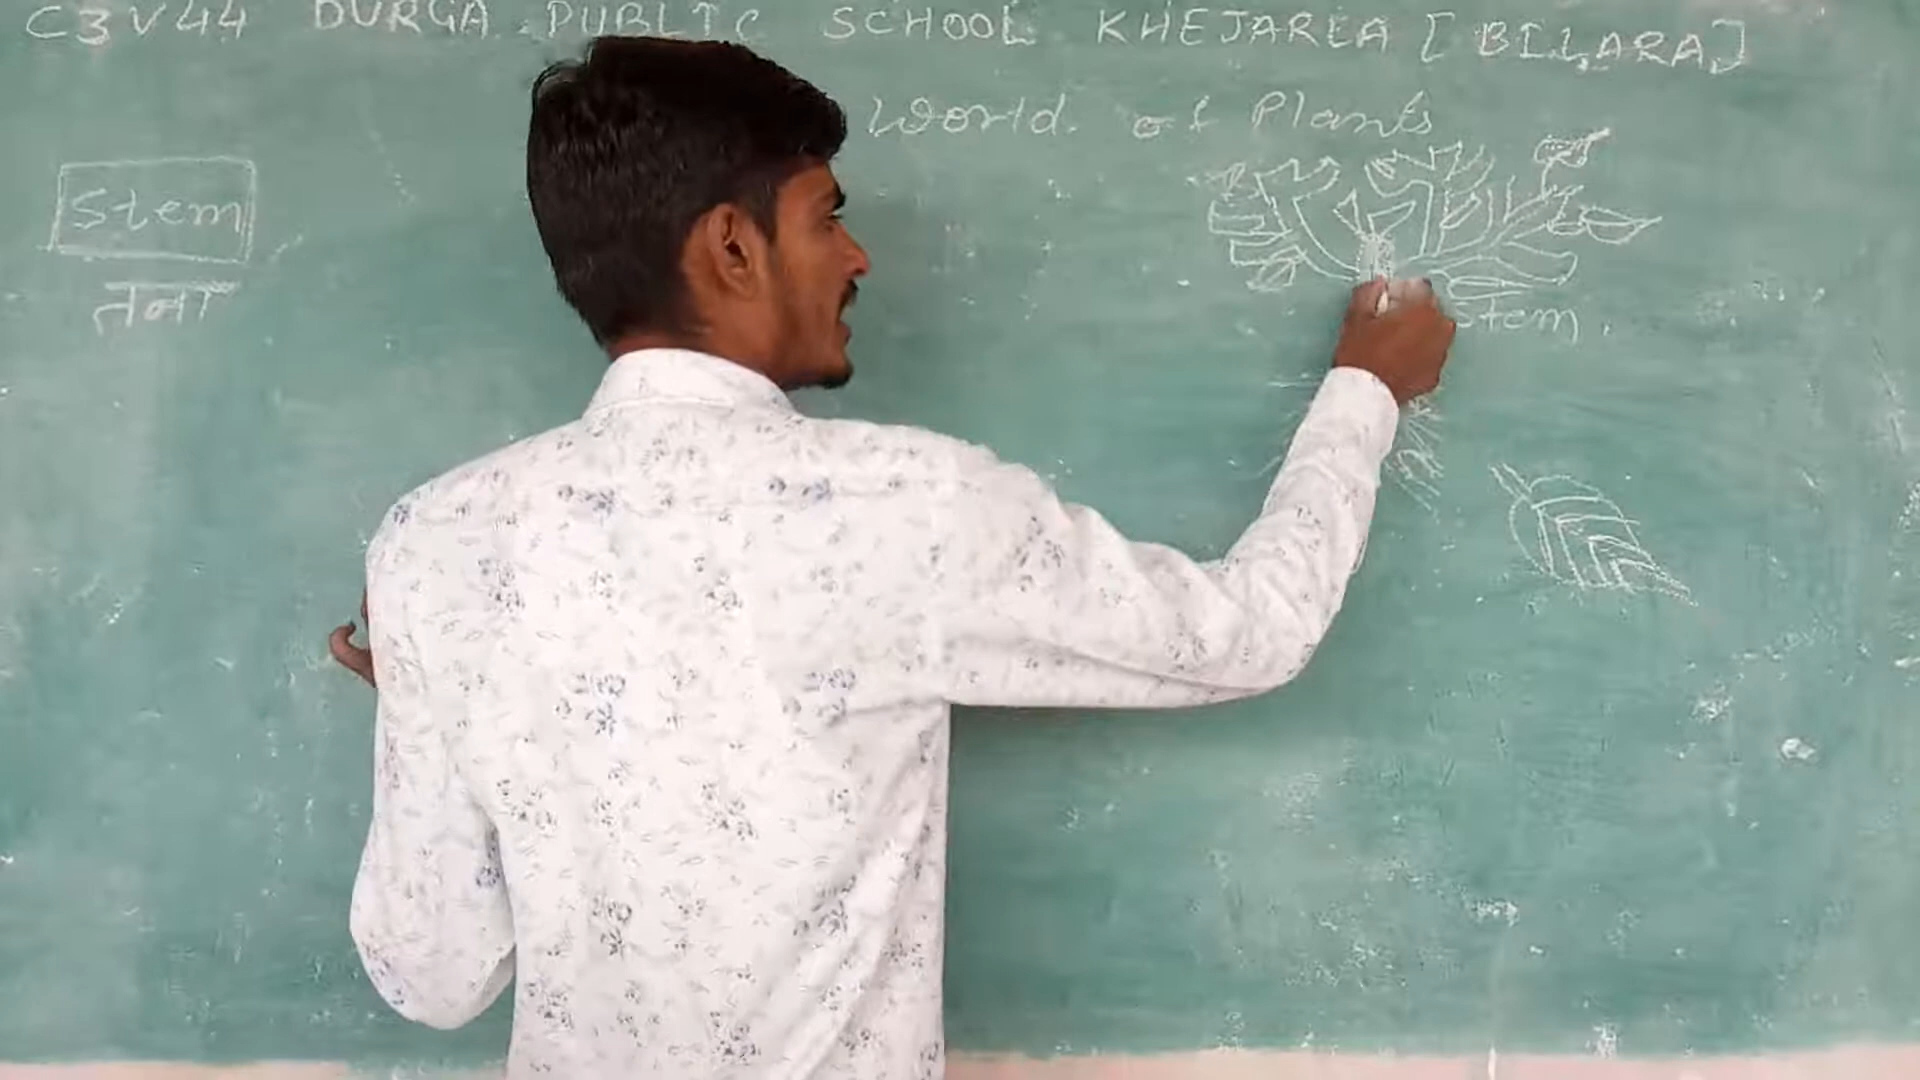 C3V44 DURGA PUBLIC SCHOOL KHEJARLA [BILARA]
World of Plants
Stem
तना
Stem.